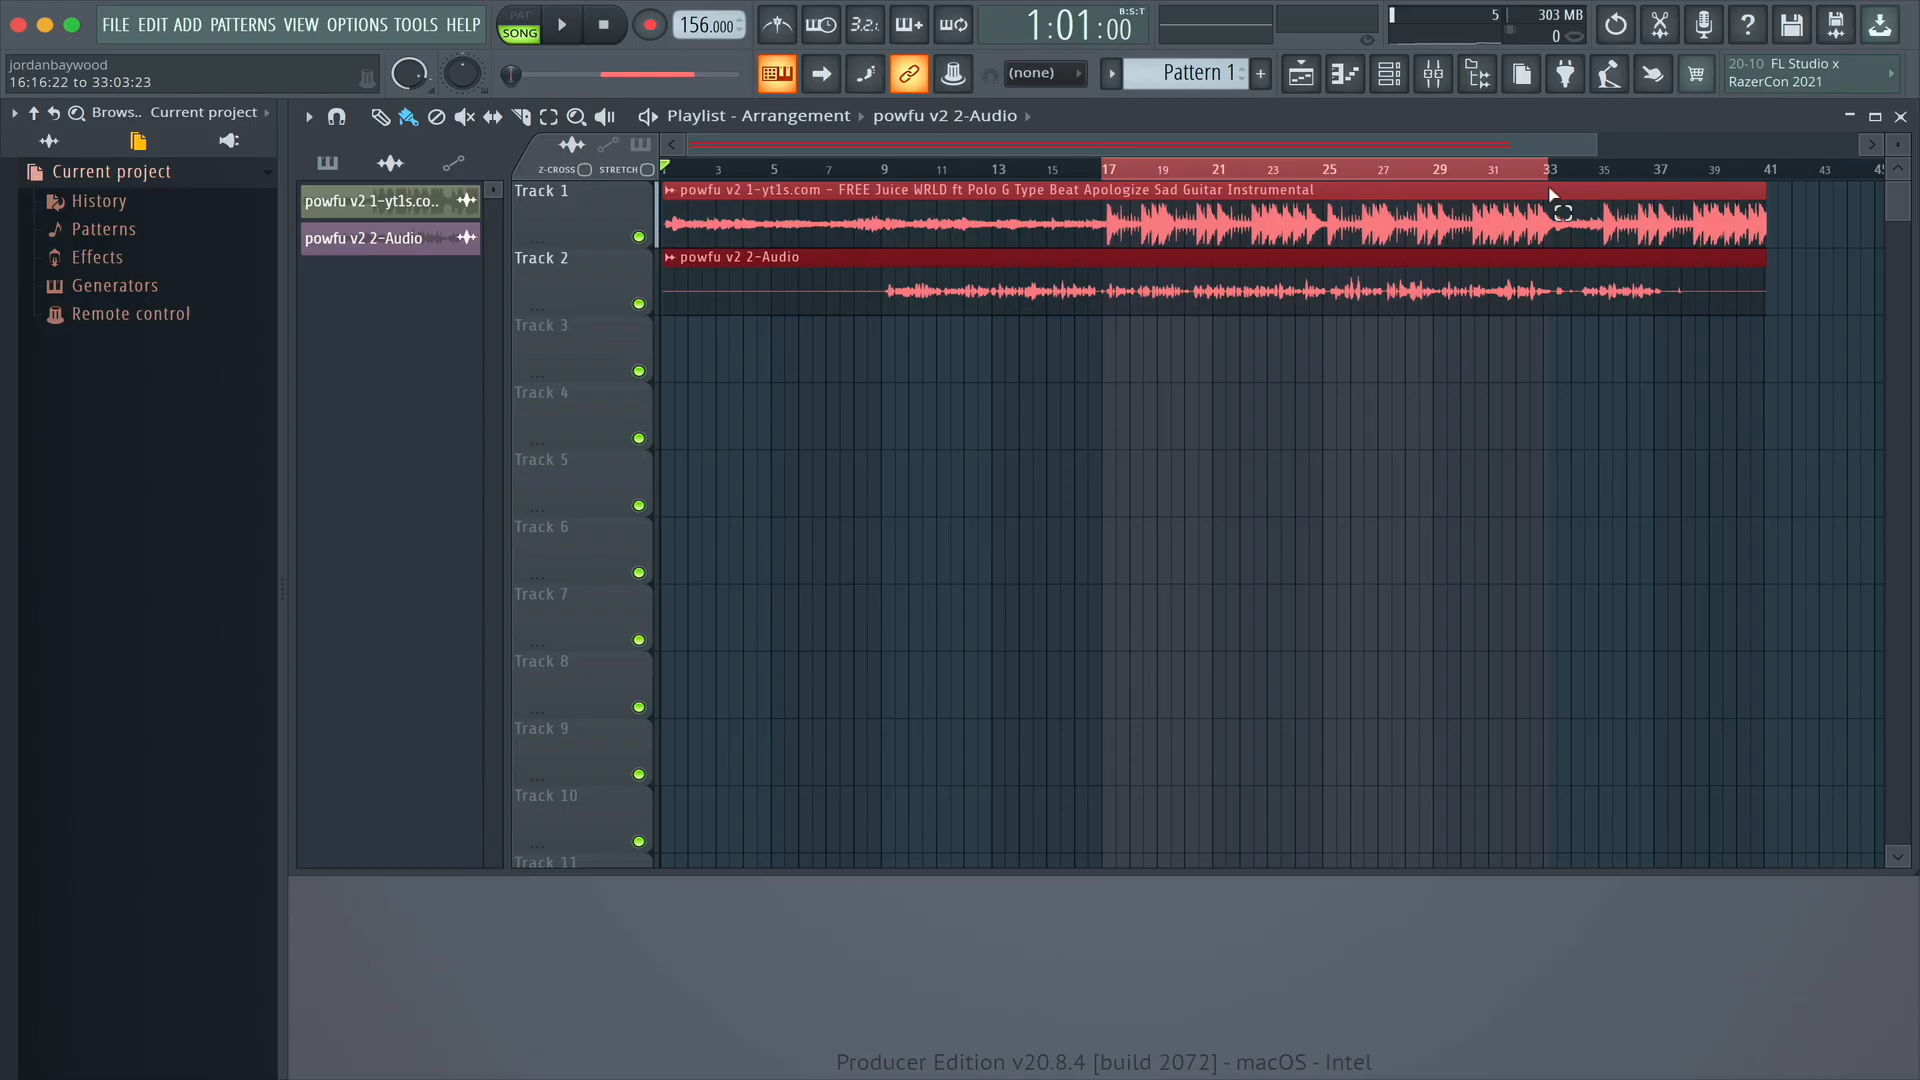 FILE EDIT ADD PATTERNS VIEW OPTIONS TOOLS HELP
PAT
SONG
156.000
3.2.
1:01:00
B:S:T
5
303 MB
0
jordanbaywood
16:16:22 to 33:03:23
(none)
Pattern 1
20-10 FL Studio x
RazerCon 2021
Brows.. Current project
Playlist - Arrangement
powfu v2 2-Audio
Z-CROSS
STRETCH
3 5 7 9 11 13 15 17 19 21 23 25 27 29 31 33 35 37 39 41 43
Current project
History
Patterns
Effects
Generators
Remote control
powfu v2 1-yt1s.co..
powfu v2 2-Audio
Track 1
powfu v2 1-yt1s.com - FREE Juice WRLD ft Polo G Type Beat Apologize Sad Guitar Instrumental
Track 2
powfu v2 2-Audio
Track 3
Track 4
Track 5
Track 6
Track 7
Track 8
Track 9
Track 10
Track 11
Producer Edition v20.8.4 [build 2072] - macOS - Intel